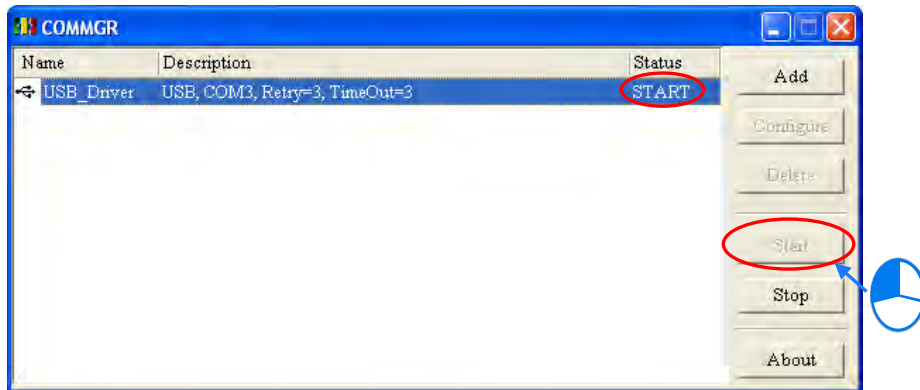 COMMGR
Name Description Status
USB_Driver USB, COM3, Retry=3, TimeOut=3 START
Add
Configure
Delete
Start
Stop
About